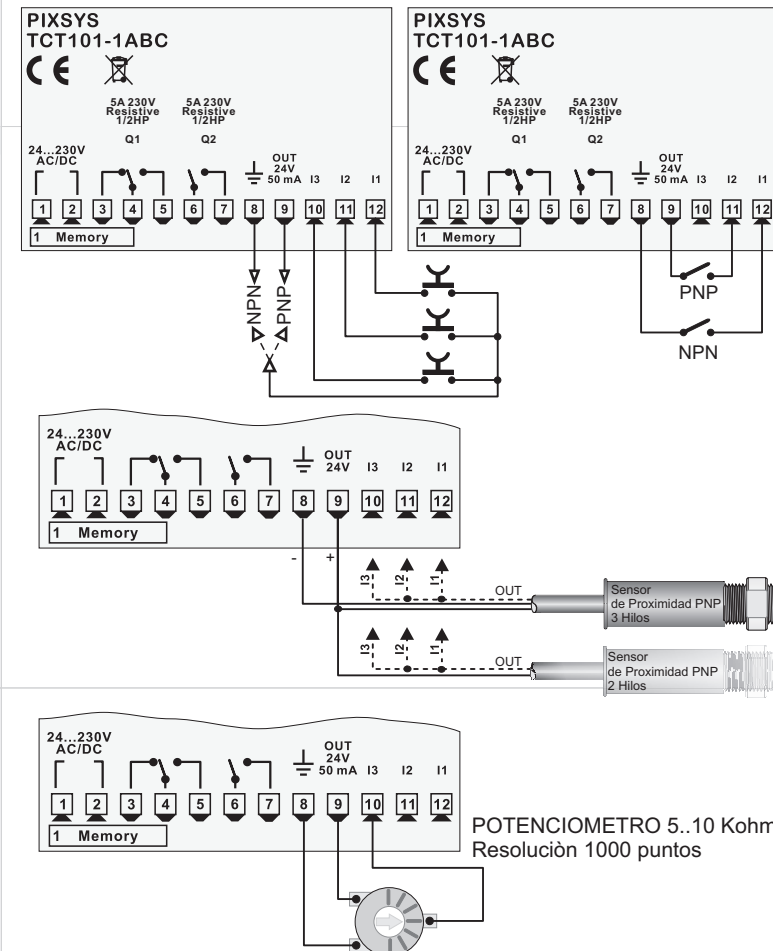 PIXSYS
TCT101-1ABC
CE
5A 230V
Resistive
1/2HP
5A 230V
Resistive
1/2HP
Q1 Q2
24...230V
AC/DC
OUT
24V
50 mA I3 I2 I1
1 2 3 4 5 6 7 8 9 10 11 12
1 Memory
NPN PNP
PIXSYS
TCT101-1ABC
CE
5A 230V
Resistive
1/2HP
5A 230V
Resistive
1/2HP
Q1 Q2
24...230V
AC/DC
OUT
24V
50 mA I3 I2 I1
1 2 3 4 5 6 7 8 9 10 11 12
1 Memory
PNP
NPN
24...230V
AC/DC
OUT
24V I3 I2 I1
1 2 3 4 5 6 7 8 9 10 11 12
1 Memory
- +
I3 I2 I1
OUT
Sensor
de Proximidad PNP
3 Hilos
I3 I2 I1
OUT
Sensor
de Proximidad PNP
2 Hilos
24...230V
AC/DC
OUT
24V
50 mA I3 I2 I1
1 2 3 4 5 6 7 8 9 10 11 12
1 Memory
POTENCIOMETRO 5..10 Kohm
Resoluciòn 1000 puntos